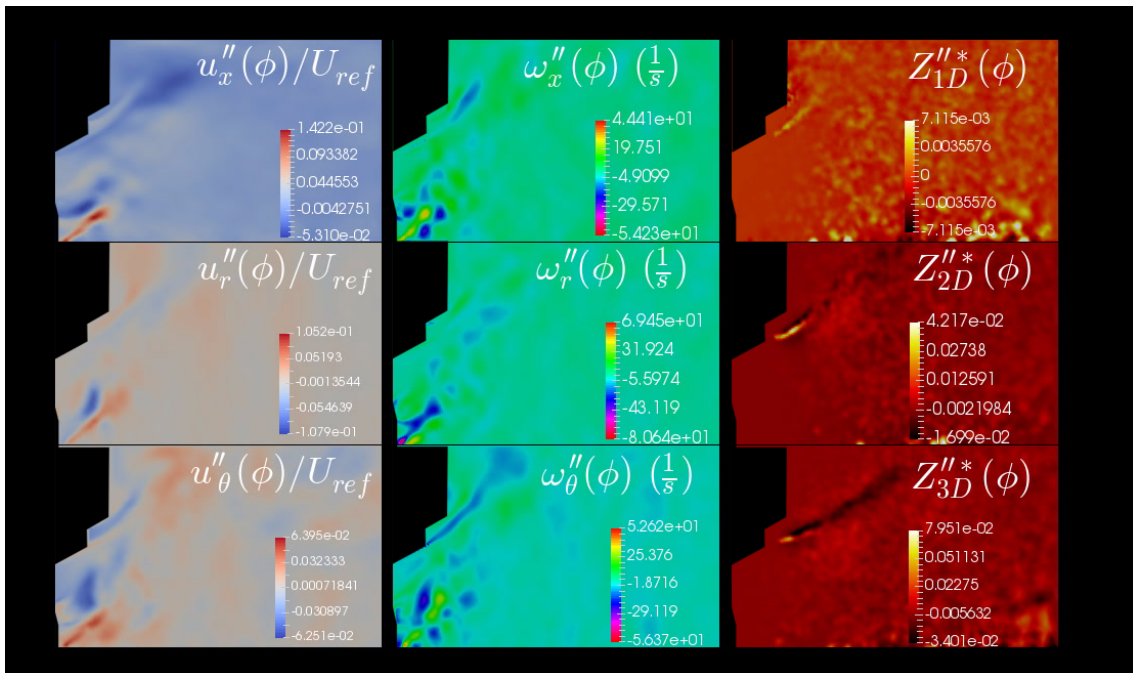 u″ₓ(ϕ)/U_ref
1.422e-01
0.093382
0.044553
-0.0042751
-5.310e-02
ω″ₓ(ϕ) (1/s)
4.441e+01
19.751
-4.9099
-29.571
-5.423e+01
Z″*_1D(ϕ)
7.115e-03
0.0035576
0
-0.0035576
-7.115e-03
u″ᵣ(ϕ)/U_ref
1.052e-01
0.05193
-0.0013544
-0.054639
-1.079e-01
ω″ᵣ(ϕ) (1/s)
6.945e+01
31.924
-5.5974
-43.119
-8.064e+01
Z″*_2D(ϕ)
4.217e-02
0.02738
0.012591
-0.0021984
-1.699e-02
u″_θ(ϕ)/U_ref
6.395e-02
0.032333
0.00071841
-0.030897
-6.251e-02
ω″_θ(ϕ) (1/s)
5.262e+01
25.376
-1.8716
-29.119
-5.637e+01
Z″*_3D(ϕ)
7.951e-02
0.051131
0.02275
-0.005632
-3.401e-02